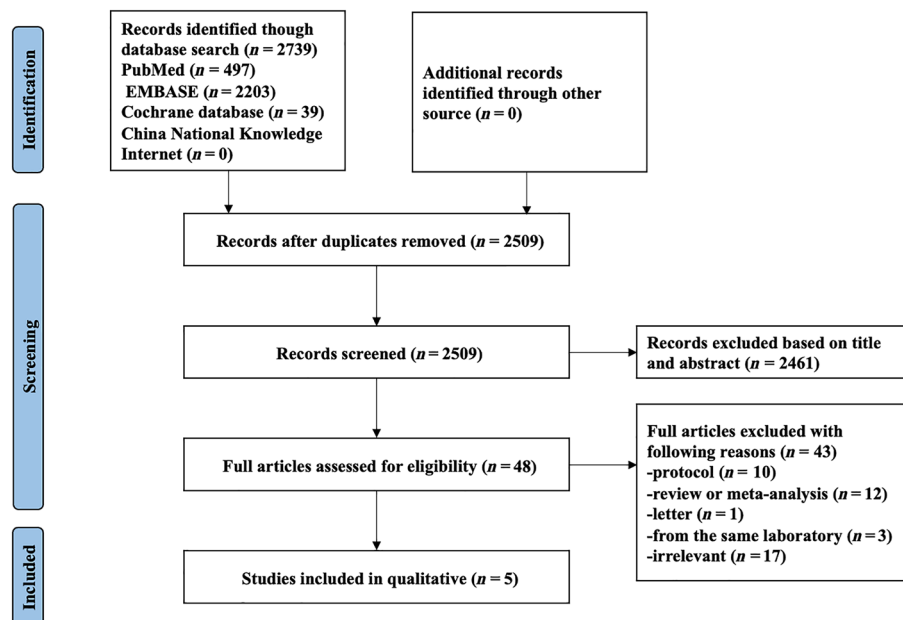 Identification
Records identified though
database search (n = 2739)
PubMed (n = 497)
EMBASE (n = 2203)
Cochrane database (n = 39)
China National Knowledge
Internet (n = 0)
Additional records
identified through other
source (n = 0)
Screening
Records after duplicates removed (n = 2509)
Records screened (n = 2509)
Records excluded based on title
and abstract (n = 2461)
Full articles assessed for eligibility (n = 48)
Full articles excluded with
following reasons (n = 43)
-protocol (n = 10)
-review or meta-analysis (n = 12)
-letter (n = 1)
-from the same laboratory (n = 3)
-irrelevant (n = 17)
Included
Studies included in qualitative (n = 5)